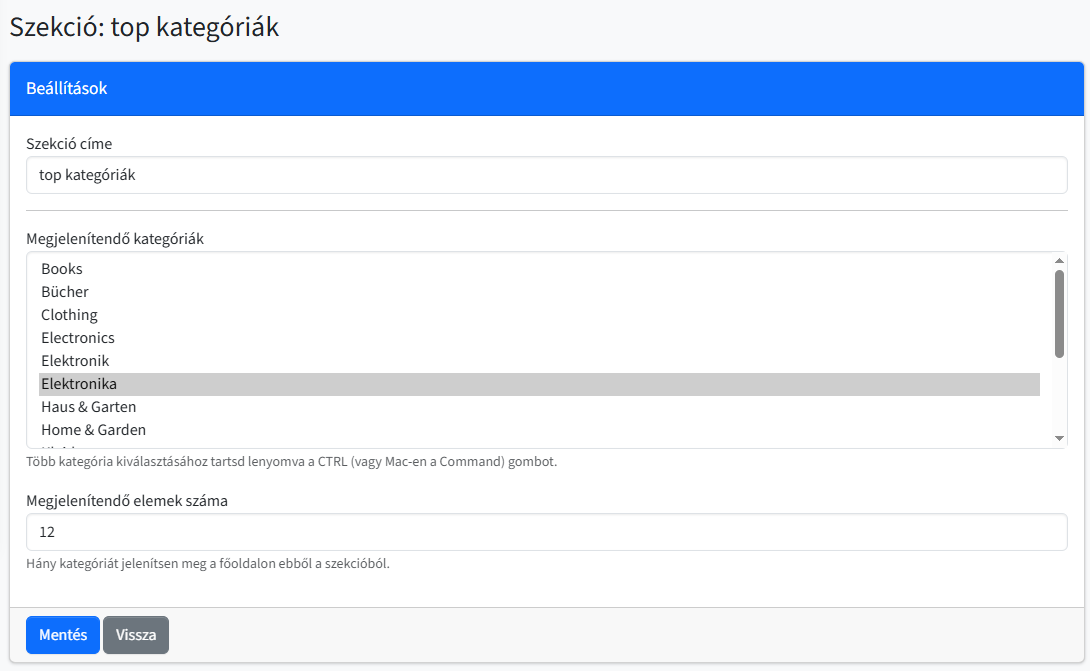 Szekció: top kategóriák
Beállítások
Szekció címe
top kategóriák
Megjelenítendő kategóriák
Books
Bücher
Clothing
Electronics
Elektronik
Elektronika
Haus & Garten
Home & Garden
Több kategória kiválasztásához tartsd lenyomva a CTRL (vagy Mac-en a Command) gombot.
Megjelenítendő elemek száma
12
Hány kategóriát jelenítsen meg a főoldalon ebből a szekcióból.
Mentés Vissza